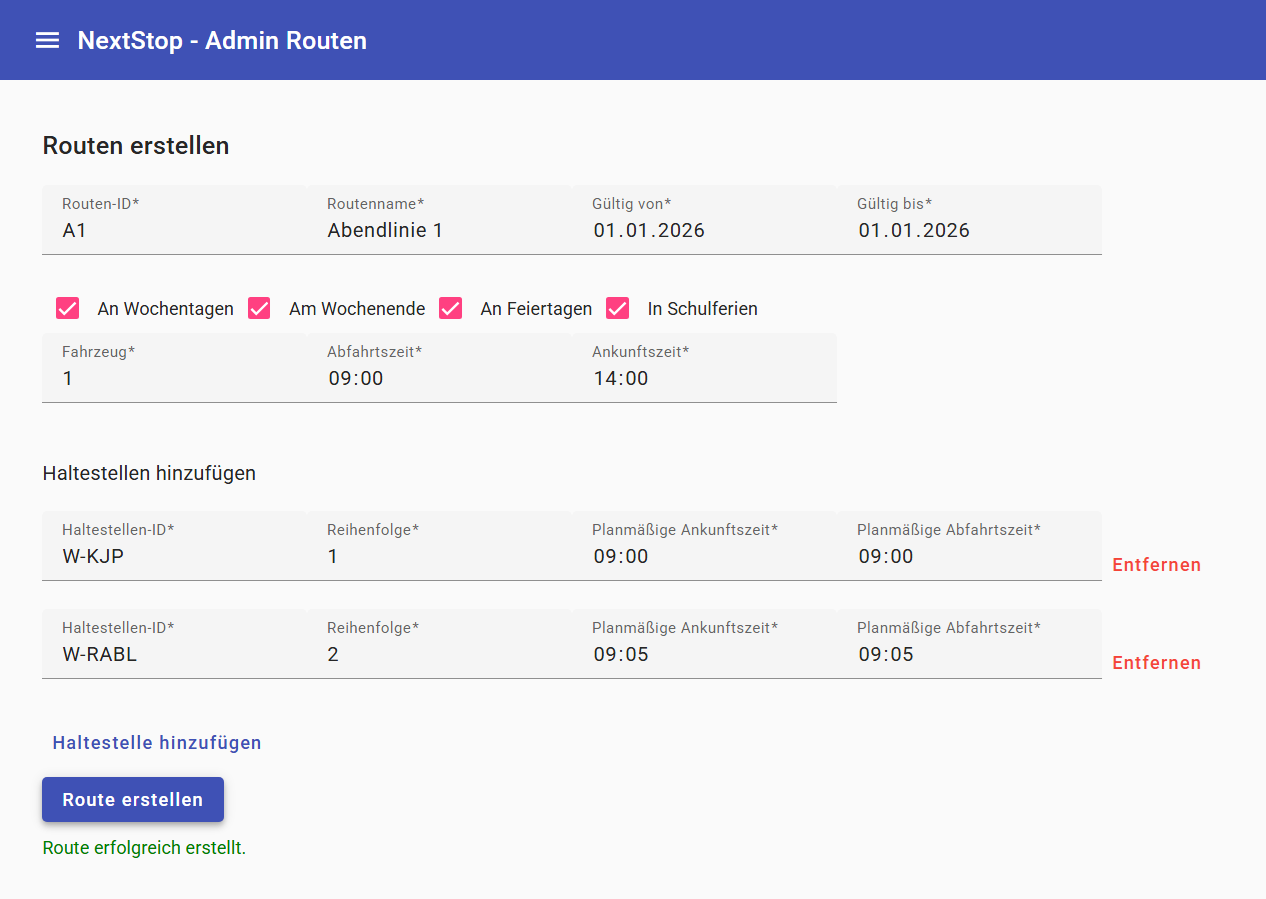 NextStop - Admin Routen
Routen erstellen
Routen-ID* Routenname* Gültig von* Gültig bis*
A1 Abendlinie 1 01.01.2026 01.01.2026
An Wochentagen Am Wochenende An Feiertagen In Schulferien
Fahrzeug* Abfahrtszeit* Ankunftszeit*
1 09:00 14:00
Haltestellen hinzufügen
Haltestellen-ID* Reihenfolge* Planmäßige Ankunftszeit* Planmäßige Abfahrtszeit*
W-KJP 1 09:00 09:00 Entfernen
Haltestellen-ID* Reihenfolge* Planmäßige Ankunftszeit* Planmäßige Abfahrtszeit*
W-RABL 2 09:05 09:05 Entfernen
Haltestelle hinzufügen
Route erstellen
Route erfolgreich erstellt.